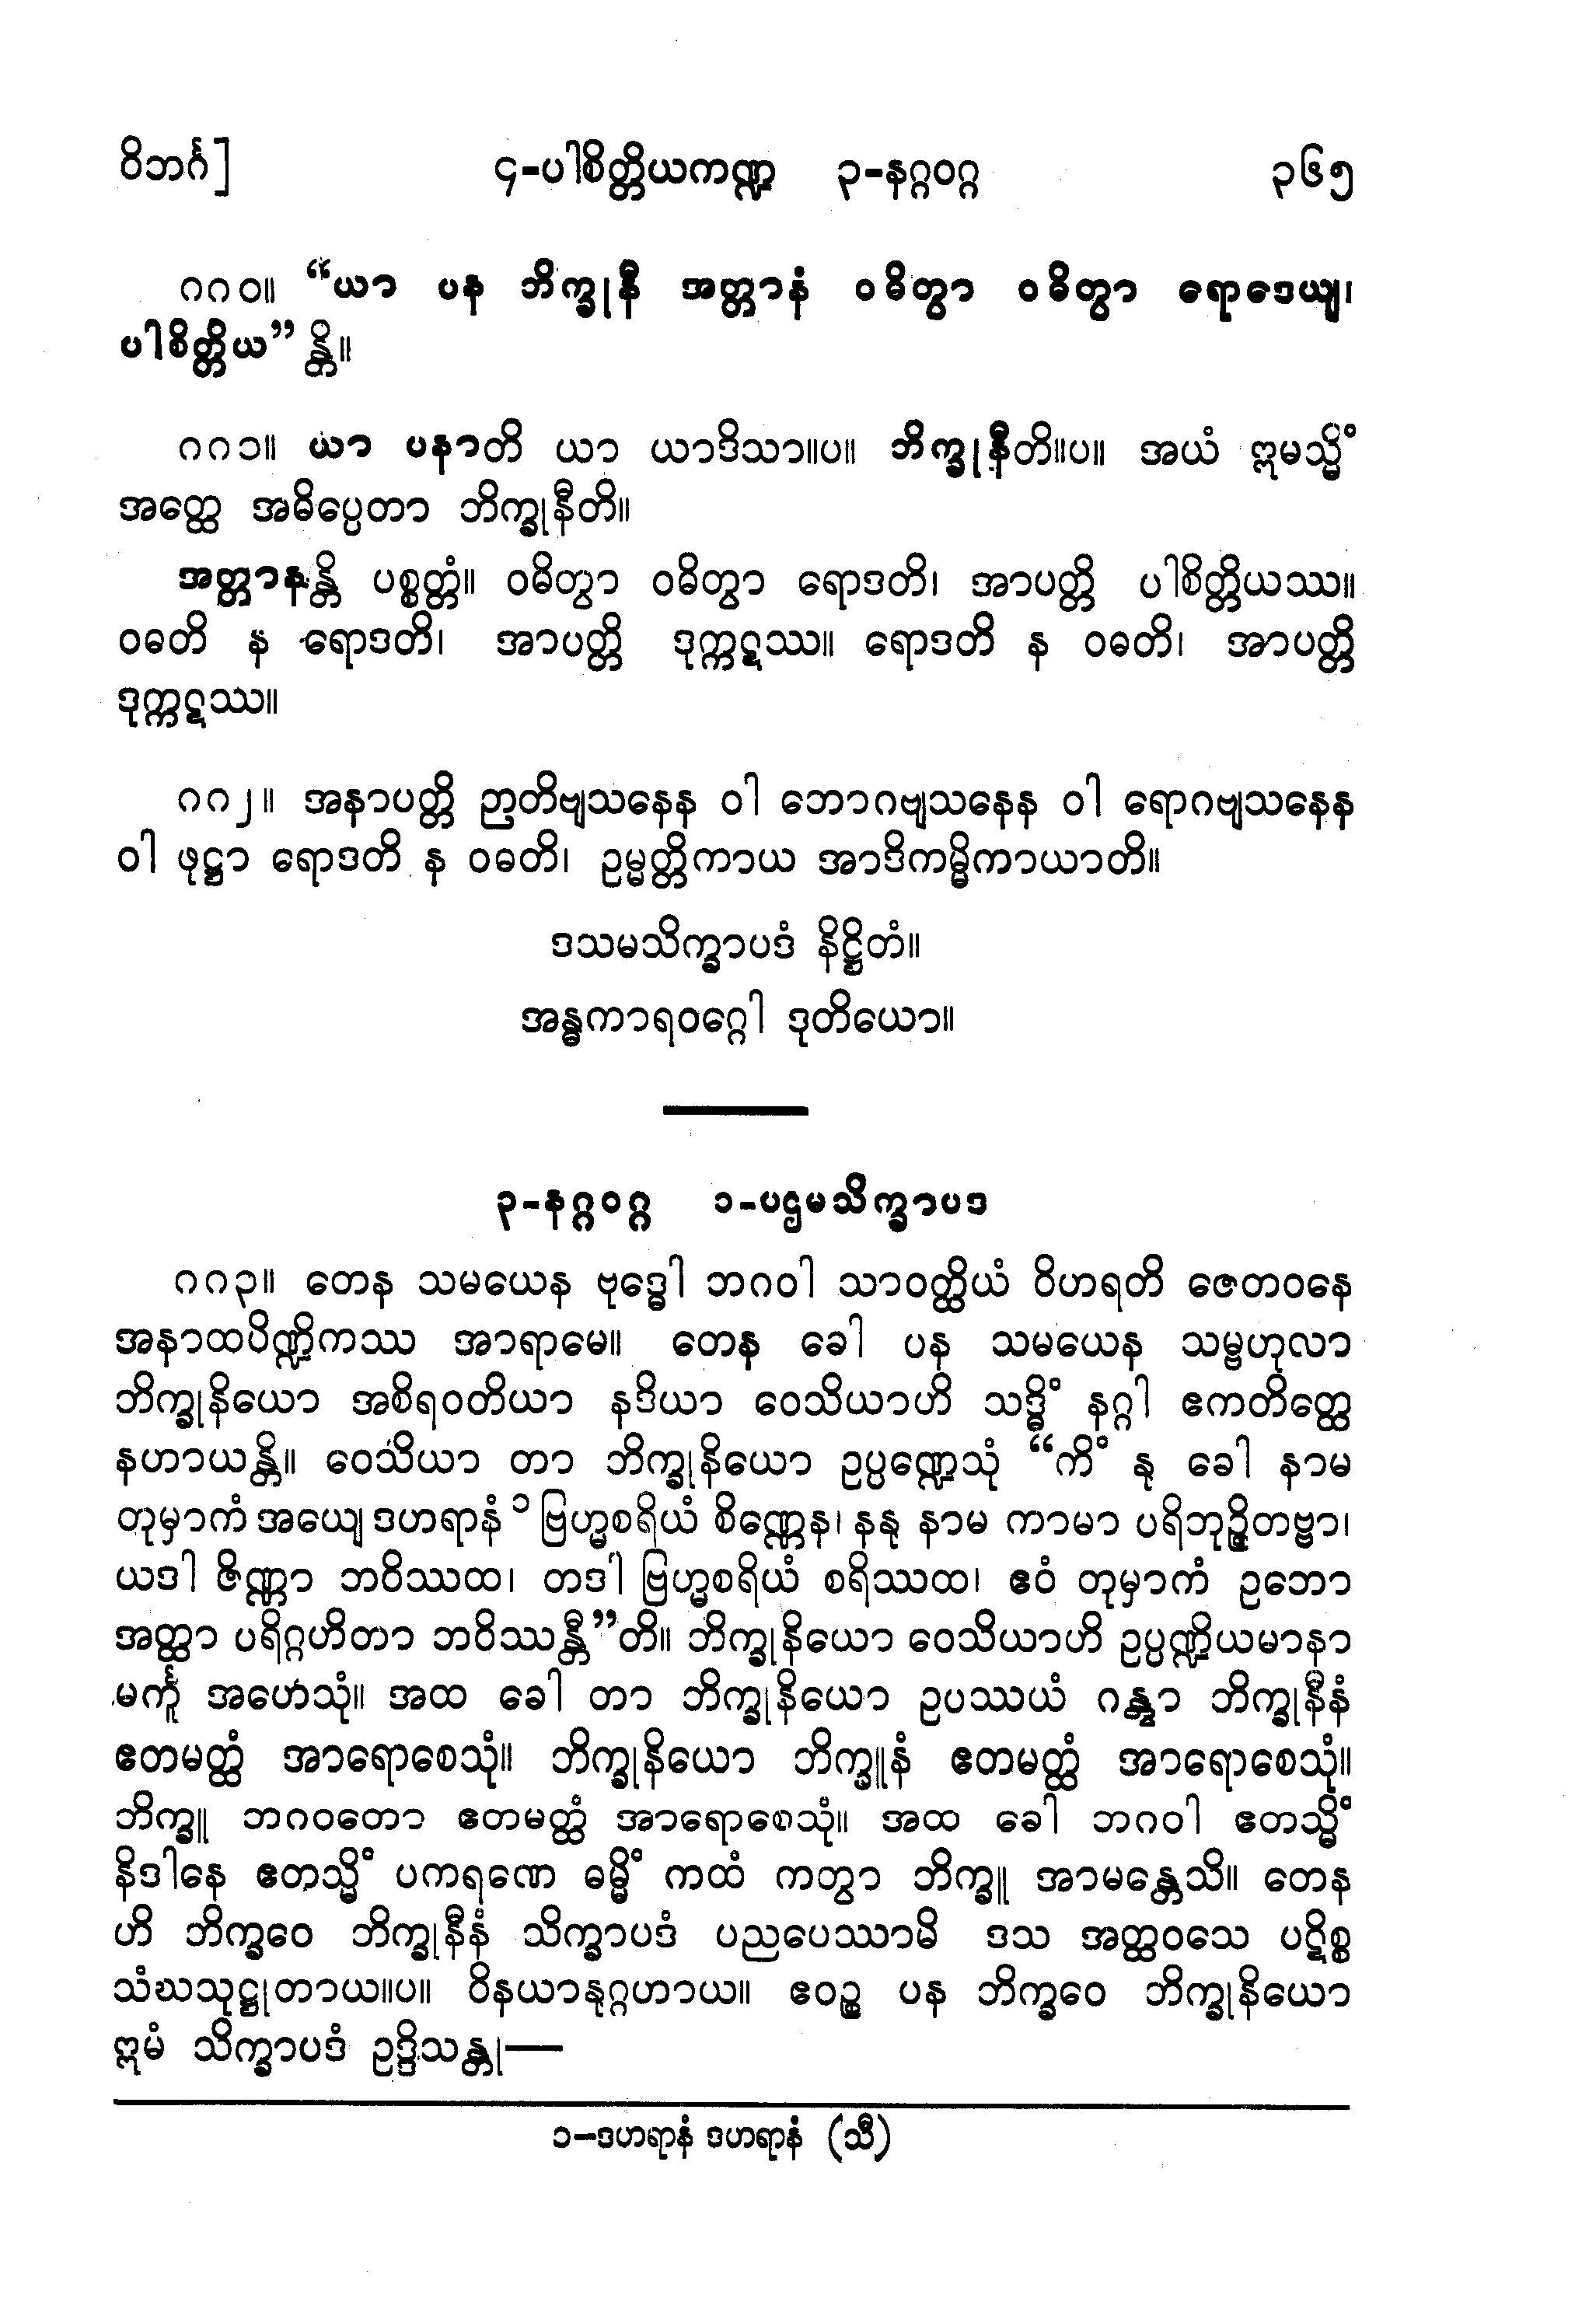 ဝိဘင်္ဂ]
၄-ပါစိတ္တိယကဏ္ဍ ၃-နဂ္ဂဝဂ္ဂ
၃၆၅
၈၈၀။ “ယာ ပန ဘိက္ခုနီ အတ္တာနံ ဝဓိတွာ ဝဓိတွာ ရောဒေယျ၊
ပါစိတ္တိယ”န္တိ။
၈၈၁။ ယာ ပနာတိ ယာ ယာဒိသာ။ပ။ ဘိက္ခုနီတိ။ပ။ အယံ ဣမသ္မိံ
အတ္ထေ အဓိပ္ပေတာ ဘိက္ခုနီတိ။
အတ္တာနန္တိ ပစ္စတ္တံ။ ဝဓိတွာ ဝဓိတွာ ရောဒတိ၊ အာပတ္တိ ပါစိတ္တိယဿ။
ဝဓတိ န ရောဒတိ၊ အာပတ္တိ ဒုက္ကဋဿ။ ရောဒတိ န ဝဓတိ၊ အာပတ္တိ
ဒုက္ကဋဿ။
၈၈၂။ အနာပတ္တိ ဉာတိဗျသနေန ဝါ ဘောဂဗျသနေန ဝါ ရောဂဗျသနေန
ဝါ ဖုဋ္ဌာ ရောဒတိ န ဝဓတိ၊ ဥမ္မတ္တိကာယ အာဒိကမ္မိကာယာတိ။
ဒသမသိက္ခာပဒံ နိဋ္ဌိတံ။
အန္ဓကာရဝဂ္ဂေါ ဒုတိယော။
၃-နဂ္ဂဝဂ္ဂ ၁-ပဌမသိက္ခာပဒ
၈၈၃။ တေန သမယေန ဗုဒ္ဓေါ ဘဂဝါ သာဝတ္ထိယံ ဝိဟရတိ ဇေတဝနေ
အနာထပိဏ္ဍိကဿ အာရာမေ။ တေန ခေါ ပန သမယေန သမ္ဗဟုလာ
ဘိက္ခုနိယော အစိရဝတိယာ နဒိယာ ဝေသိယာဟိ သဒ္ဓိံ နဂ္ဂါ ဧကတိတ္ထေ
နဟာယန္တိ။ ဝေသိယာ တာ ဘိက္ခုနိယော ဥပ္ပဏ္ဍေသုံ “ကိံ နု ခေါ နာမ
တုမှာကံ အယျေ ဒဟရာနံ ၁ ဗြဟ္မစရိယံ စိဏ္ဏေန၊ နနု နာမ ကာမာ ပရိဘုဉ္ဇိတဗ္ဗာ၊
ယဒါ ဇိဏ္ဏာ ဘဝိဿထ၊ တဒါ ဗြဟ္မစရိယံ စရိဿထ၊ ဧဝံ တုမှာကံ ဥဘော
အတ္ထာ ပရိဂ္ဂဟိတာ ဘဝိဿန္တီ”တိ။ ဘိက္ခုနိယော ဝေသိယာဟိ ဥပ္ပဏ္ဍိယမာနာ
မင်္ကူ အဟေသုံ။ အထ ခေါ တာ ဘိက္ခုနိယော ဥပဿယံ ဂန္တွာ ဘိက္ခုနီနံ
ဧတမတ္ထံ အာရောစေသုံ။ ဘိက္ခုနိယော ဘိက္ခူနံ ဧတမတ္ထံ အာရောစေသုံ။
ဘိက္ခူ ဘဂဝတော ဧတမတ္ထံ အာရောစေသုံ။ အထ ခေါ ဘဂဝါ ဧတသ္မိံ
နိဒါနေ ဧတသ္မိံ ပကရဏေ ဓမ္မိံ ကထံ ကတွာ ဘိက္ခူ အာမန္တေသိ။ တေန
ဟိ ဘိက္ခဝေ ဘိက္ခုနီနံ သိက္ခာပဒံ ပညပေဿာမိ ဒသ အတ္ထဝသေ ပဋိစ္စ
သံဃသုဋ္ဌုတာယ။ပ။ ဝိနယာနုဂ္ဂဟာယ။ ဧဝဉ္စ ပန ဘိက္ခဝေ ဘိက္ခုနိယော
ဣမံ သိက္ခာပဒံ ဥဒ္ဒိသန္တု—
၁-ဒဟရာနံ ဒဟရာနံ (သီ)